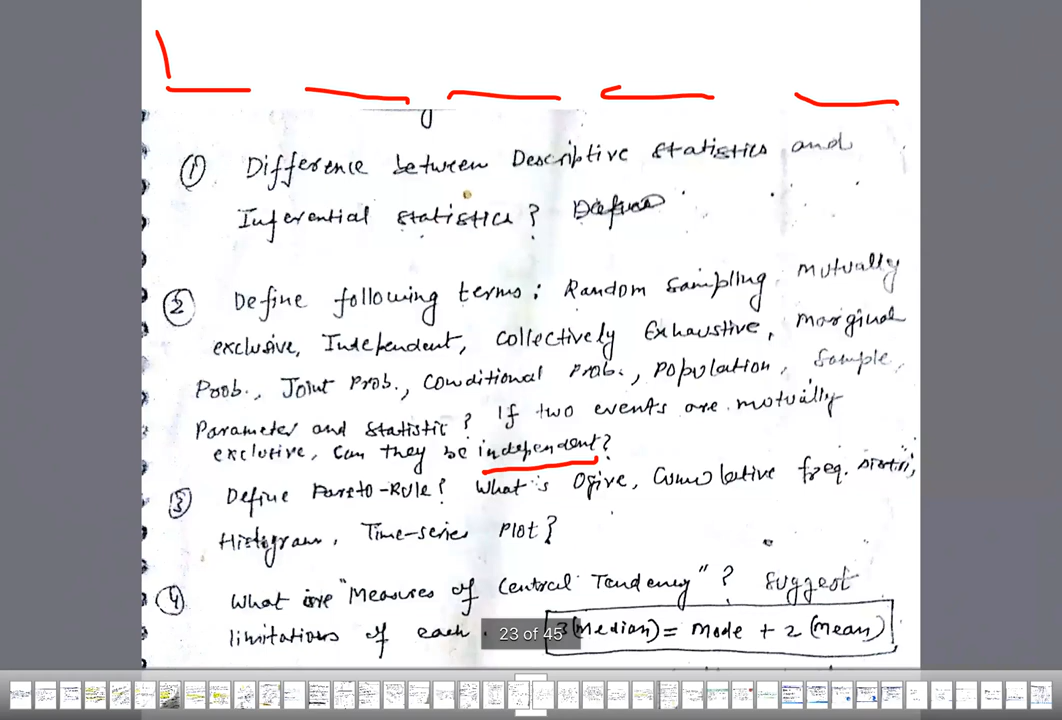 ① Difference between Descriptive statistics and
Inferential statistics?
② Define following terms: Random sampling, mutually
exclusive, Independent, Collectively Exhaustive, marginal
Prob., Joint Prob., Conditional Prob., Population, Sample,
Parameter and statistic? If two events are mutually
exclusive, can they be independent?
③ Define Pareto-Rule? What is Ogive, Cumulative freq.
Histogram, Time-series Plot?
④ What are "Measures of Central Tendency"? Suggest
limitations of each.
3(Median) = mode + 2 (Mean)
23 of 45